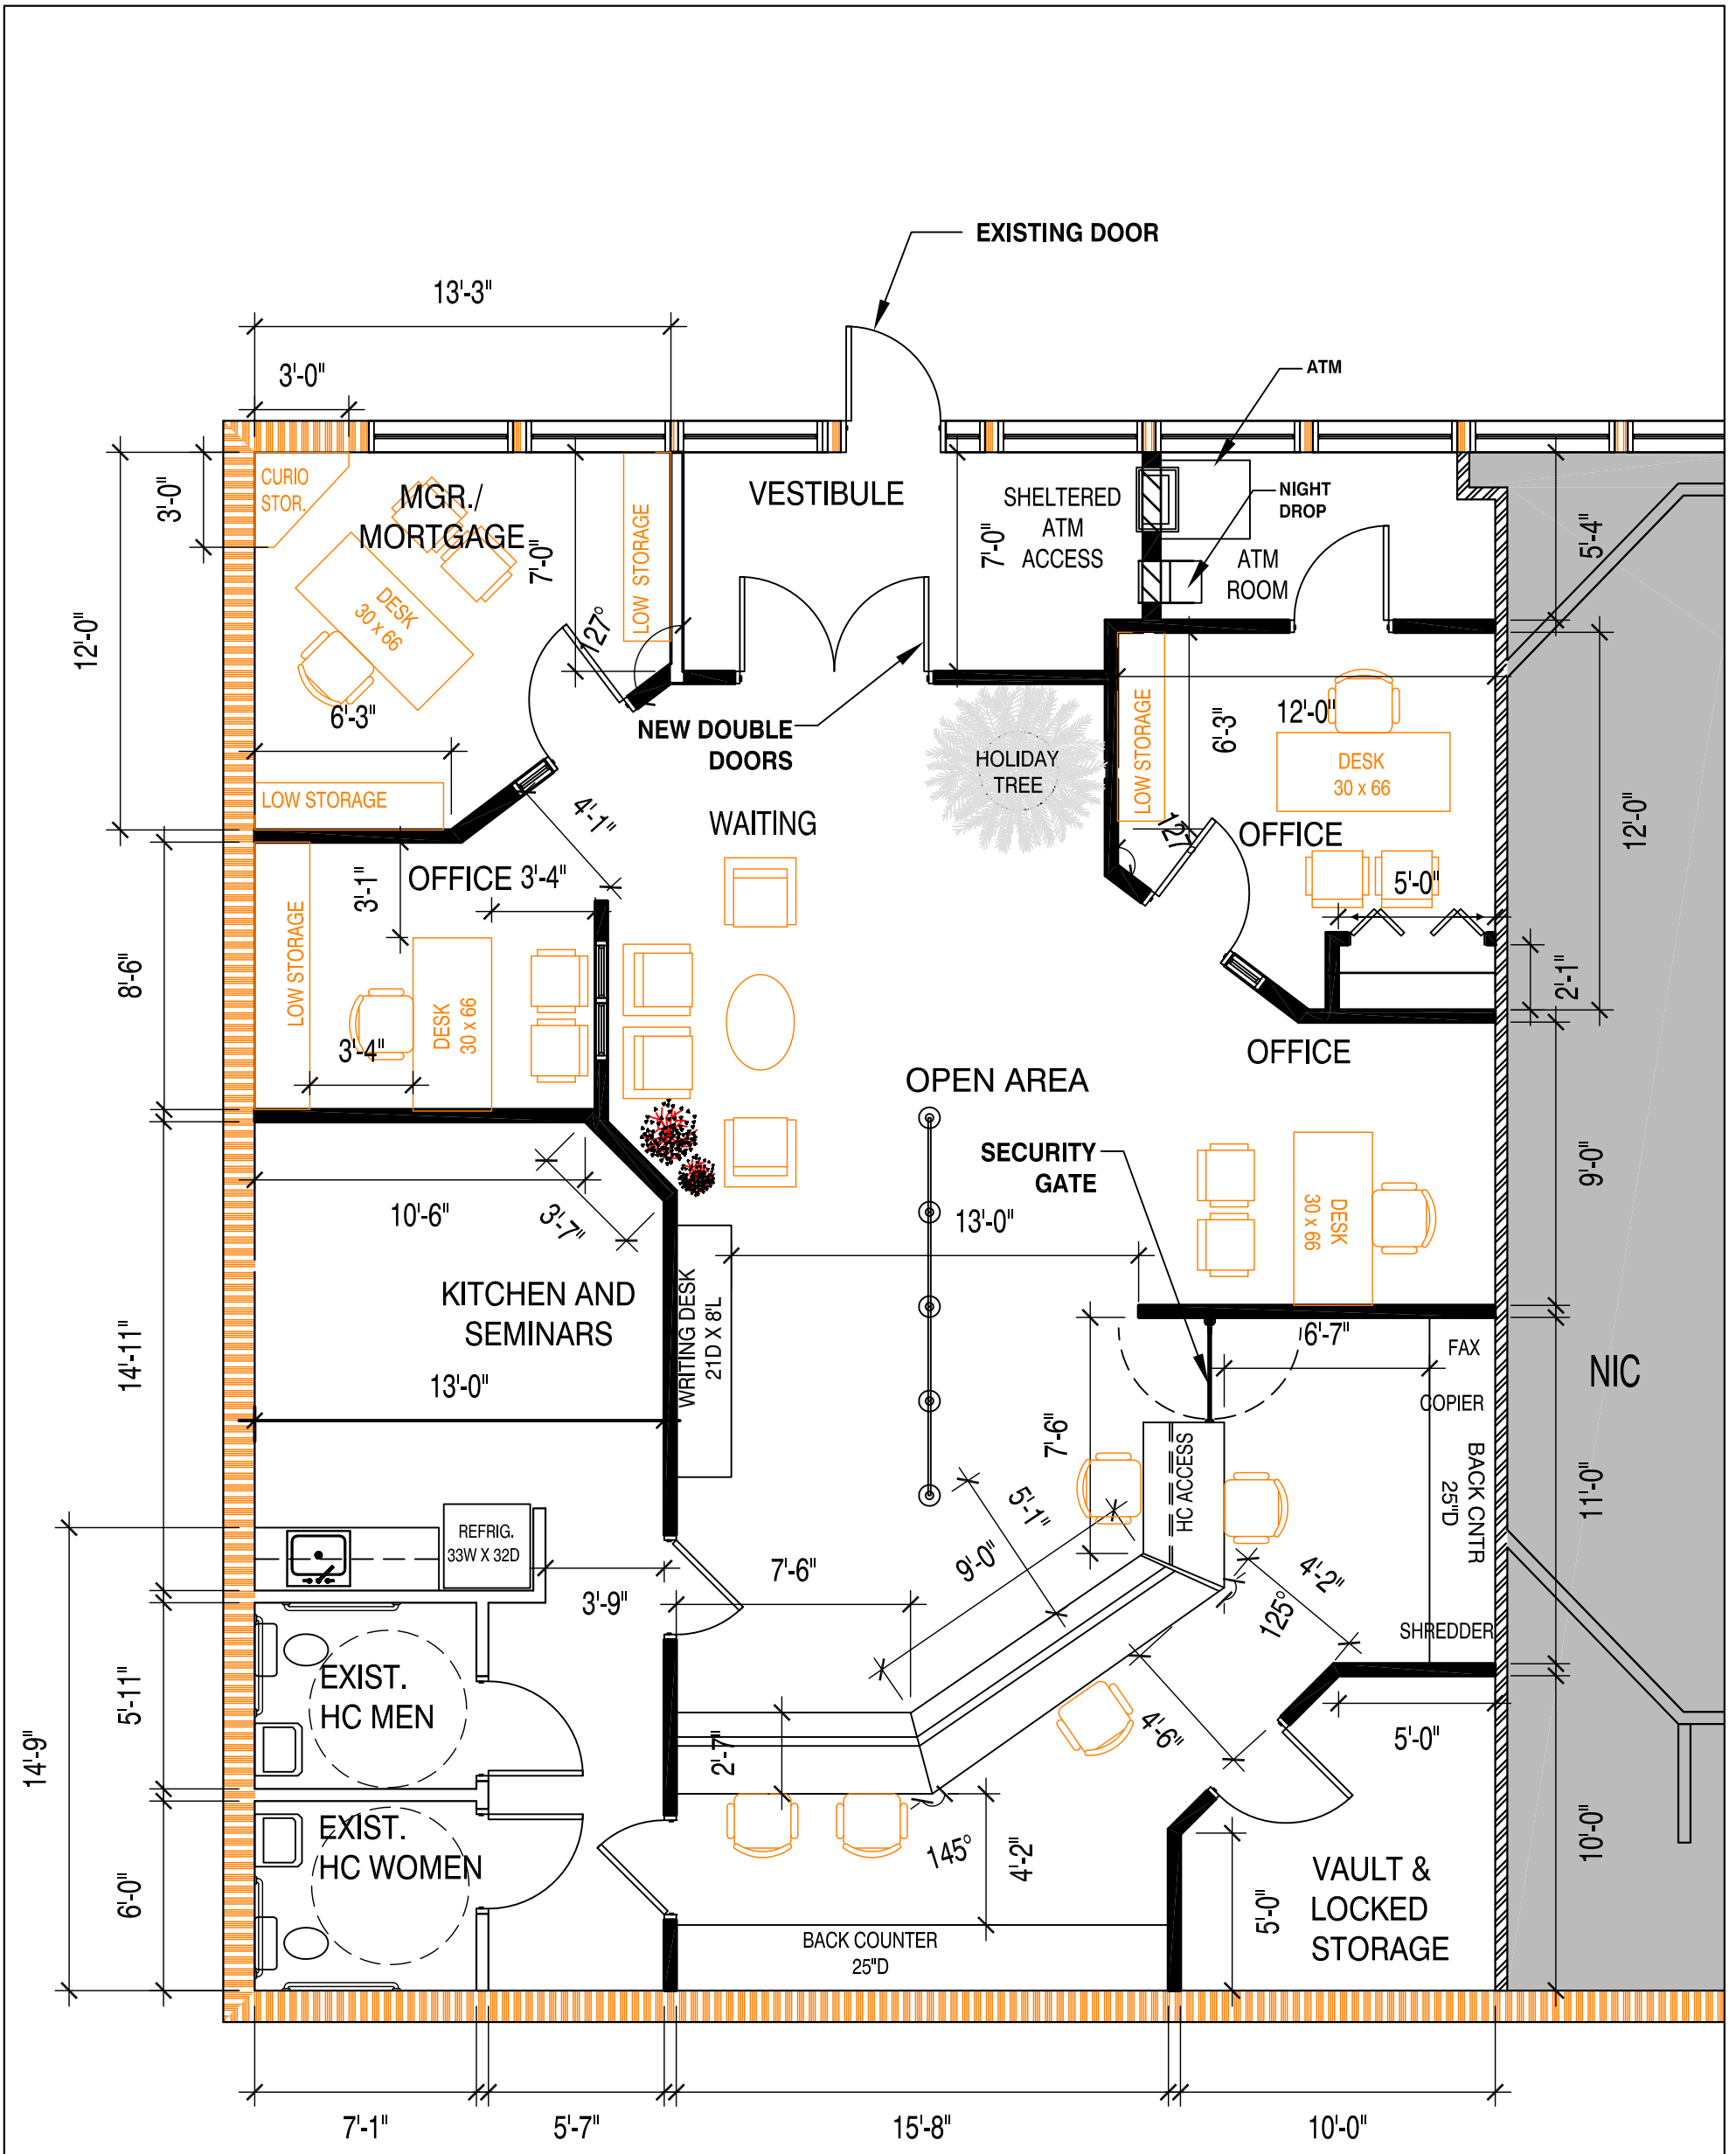 EXISTING DOOR
13'-3"
3'-0"
ATM
CURIO
STOR.
MGR./
MORTGAGE
3'-0"
12'-0"
DESK
30 x 66
7'-0"
LOW STORAGE
127°
6'-3"
LOW STORAGE
VESTIBULE
SHELTERED
ATM
ACCESS
7'-0"
NIGHT
DROP
ATM
ROOM
5'-4"
NEW DOUBLE
DOORS
HOLIDAY
TREE
LOW STORAGE
6'-3"
12'-0"
DESK
30 x 66
127
OFFICE
5'-0"
12'-0"
2'-1"
4'-1"
WAITING
OFFICE
3'-4"
3'-1"
8'-6"
LOW STORAGE
DESK
30 x 66
3'-4"
OFFICE
OPEN AREA
SECURITY
GATE
DESK
30 x 66
9'-0"
10'-6"
3'-7"
13'-0"
KITCHEN AND
SEMINARS
WRITING DESK
21D X 8'L
14'-11"
13'-0"
6'-7"
FAX
COPIER
NIC
7'-6"
HC ACCESS
BACK CNTR
25"D
11'-0"
5'-1"
9'-0"
REFRIG.
33W X 32D
3'-9"
7'-6"
4'-2"
125°
SHREDDER
EXIST.
HC MEN
5'-11"
14'-9"
2'-7"
4'-6"
5'-0"
EXIST.
HC WOMEN
6'-0"
145°
4'-2"
5'-0"
VAULT &
LOCKED
STORAGE
10'-0"
BACK COUNTER
25"D
7'-1"
5'-7"
15'-8"
10'-0"